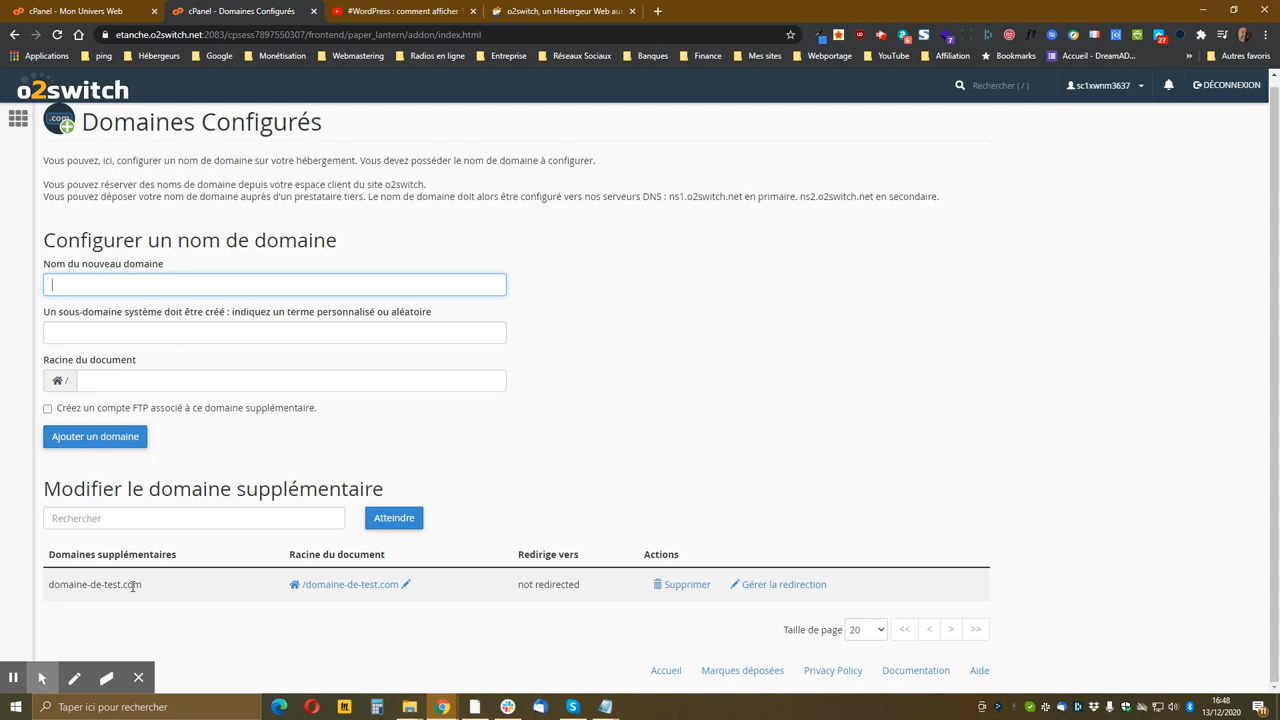 cPanel - Mon Univers
cPanel - Domaines Configurés
#WordPress : comment afficher
o2switch, un Hébergeur Web au
etanche.o2switch.net:2083/cpsess7897550307/frontend/paper_lantern/addon/index.html
27
Applications
ping
Hébergeurs
Google
Monétisation
Webmastering
Radios en ligne
Entreprise
Réseaux Sociaux
Banques
Finance
Mes sites
Webportage
YouTube
Affiliation
Bookmarks
Accueil - DreamAD...
Autres favoris
o2switch
Rechercher ( / )
sc1xwnm3637
DÉCONNEXION
.com
Domaines Configurés
Vous pouvez, ici, configurer un nom de domaine sur votre hébergement. Vous devez posséder le nom de domaine à configurer.
Vous pouvez réserver des noms de domaine depuis votre espace client du site o2switch.
Vous pouvez déposer votre nom de domaine auprès d'un prestataire tiers. Le nom de domaine doit alors être configuré vers nos serveurs DNS : ns1.o2switch.net en primaire. ns2.o2switch.net en secondaire.
Configurer un nom de domaine
Nom du nouveau domaine
Un sous-domaine système doit être créé : indiquez un terme personnalisé ou aléatoire
Racine du document
/
Créez un compte FTP associé à ce domaine supplémentaire.
Ajouter un domaine
Modifier le domaine supplémentaire
Rechercher
Atteindre
Domaines supplémentaires
Racine du document
Redirige vers
Actions
domaine-de-test.com
/domaine-de-test.com
not redirected
Supprimer
Gérer la redirection
Taille de page
20
<<
<
>
>>
Accueil
Marques déposées
Privacy Policy
Documentation
Aide
Taper ici pour rechercher
16:48
13/12/2020